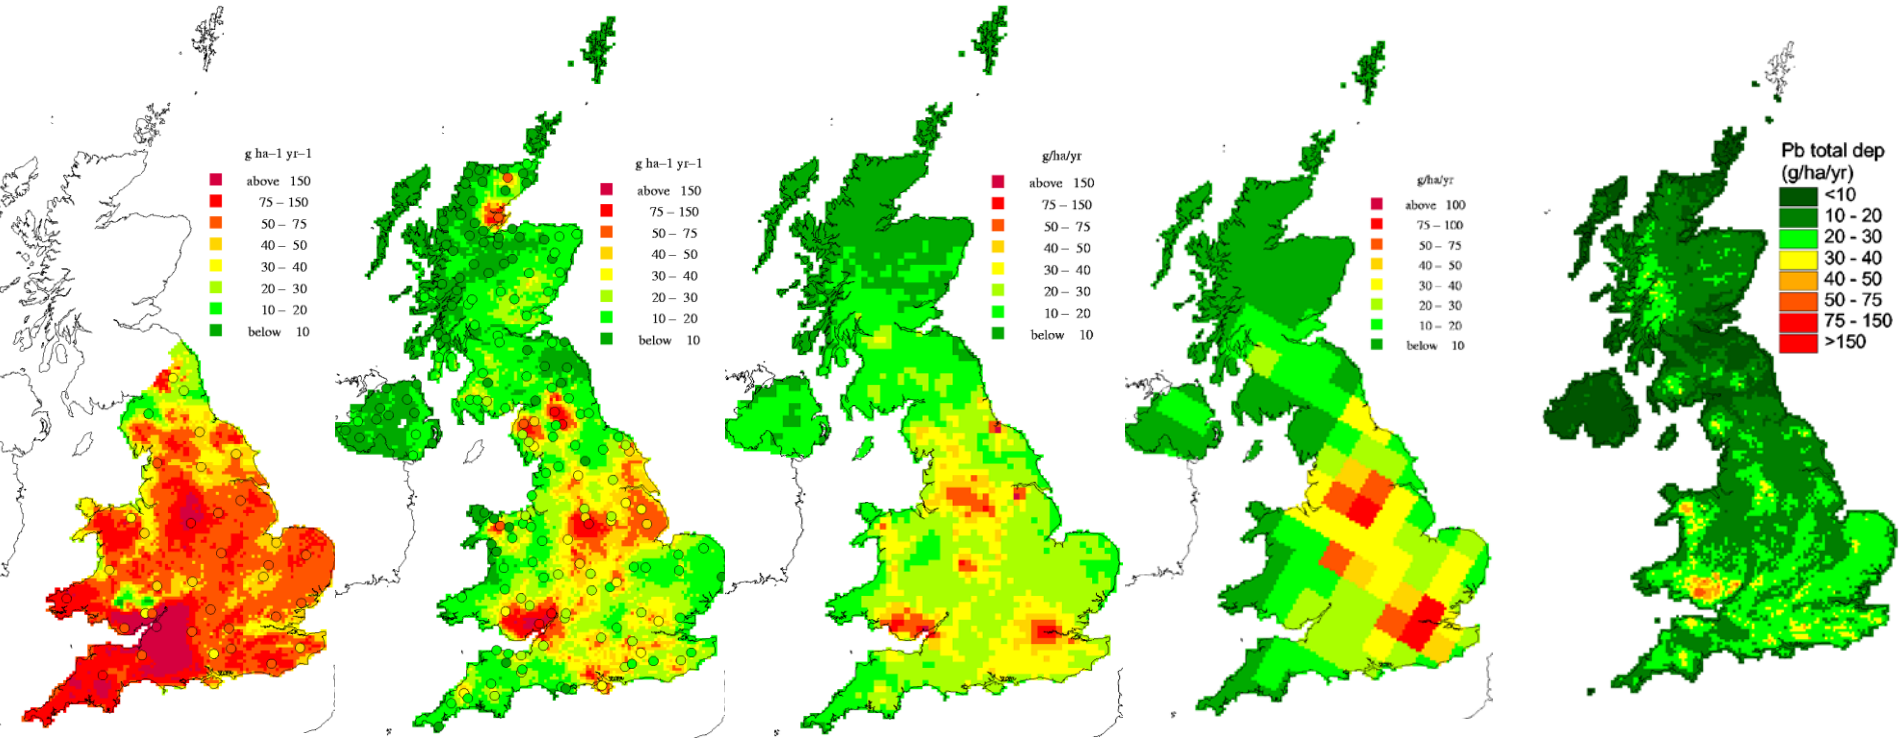 g ha−1 yr−1
above 150
75 – 150
50 – 75
40 – 50
30 – 40
20 – 30
10 – 20
below 10
g ha−1 yr−1
above 150
75 – 150
50 – 75
40 – 50
30 – 40
20 – 30
10 – 20
below 10
g/ha/yr
above 150
75 – 150
50 – 75
40 – 50
30 – 40
20 – 30
10 – 20
below 10
g/ha/yr
above 100
75 – 100
50 – 75
40 – 50
30 – 40
20 – 30
10 – 20
below 10
Pb total dep
(g/ha/yr)
<10
10 - 20
20 - 30
30 - 40
40 - 50
50 - 75
75 - 150
>150